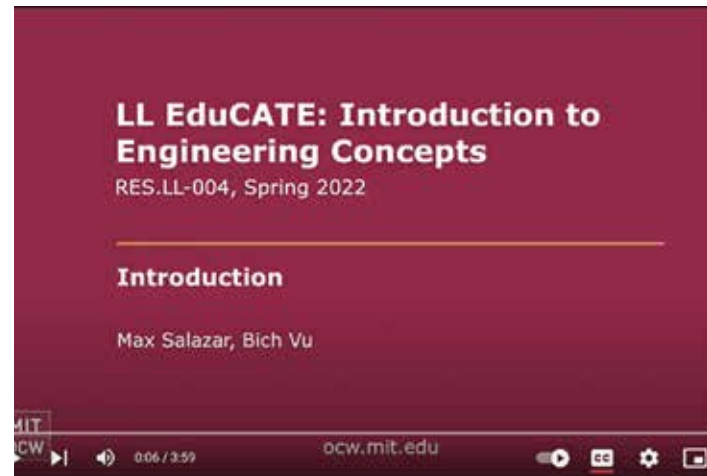 LL EduCATE: Introduction to
Engineering Concepts
RES.LL-004, Spring 2022
Introduction
Max Salazar, Bich Vu
MIT
OCW
0:06 / 3:59
ocw.mit.edu
CC